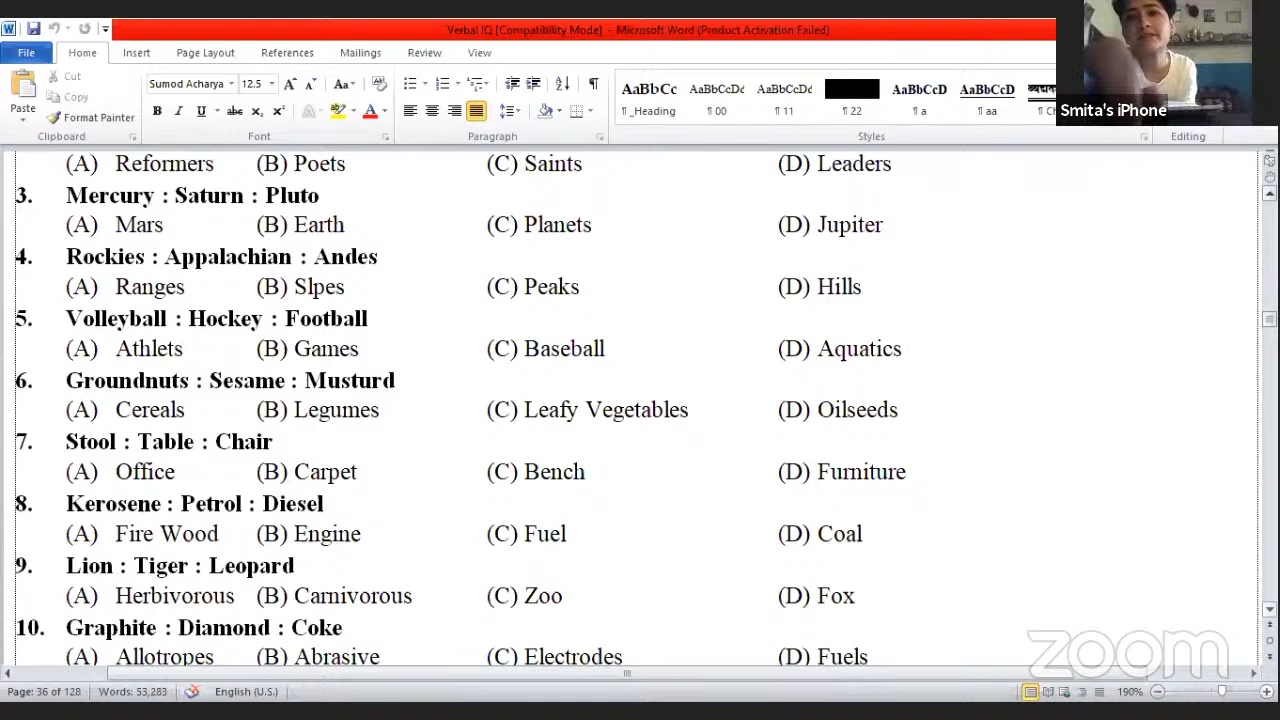 Verbal IQ [Compatibility Mode] - Microsoft Word (Product Activation Failed)
File Home Insert Page Layout References Mailings Review View
Smita's iPhone
Paste Cut Copy Format Painter
Sumod Acharya 12.5
AaBbCc AaBbCcDc AaBbCcDc AaBbCcD AaBbCcD
¶_Heading ¶ 00 ¶ 11 ¶ 22 ¶ a ¶ aa
Clipboard Font Paragraph Styles Editing
(A) Reformers (B) Poets (C) Saints (D) Leaders
3. Mercury : Saturn : Pluto
(A) Mars (B) Earth (C) Planets (D) Jupiter
4. Rockies : Appalachian : Andes
(A) Ranges (B) Slpes (C) Peaks (D) Hills
5. Volleyball : Hockey : Football
(A) Athlets (B) Games (C) Baseball (D) Aquatics
6. Groundnuts : Sesame : Musturd
(A) Cereals (B) Legumes (C) Leafy Vegetables (D) Oilseeds
7. Stool : Table : Chair
(A) Office (B) Carpet (C) Bench (D) Furniture
8. Kerosene : Petrol : Diesel
(A) Fire Wood (B) Engine (C) Fuel (D) Coal
9. Lion : Tiger : Leopard
(A) Herbivorous (B) Carnivorous (C) Zoo (D) Fox
10. Graphite : Diamond : Coke
(A) Allotropes (B) Abrasive (C) Electrodes (D) Fuels
zoom
Page: 36 of 128 Words: 53,283 English (U.S.) 190%